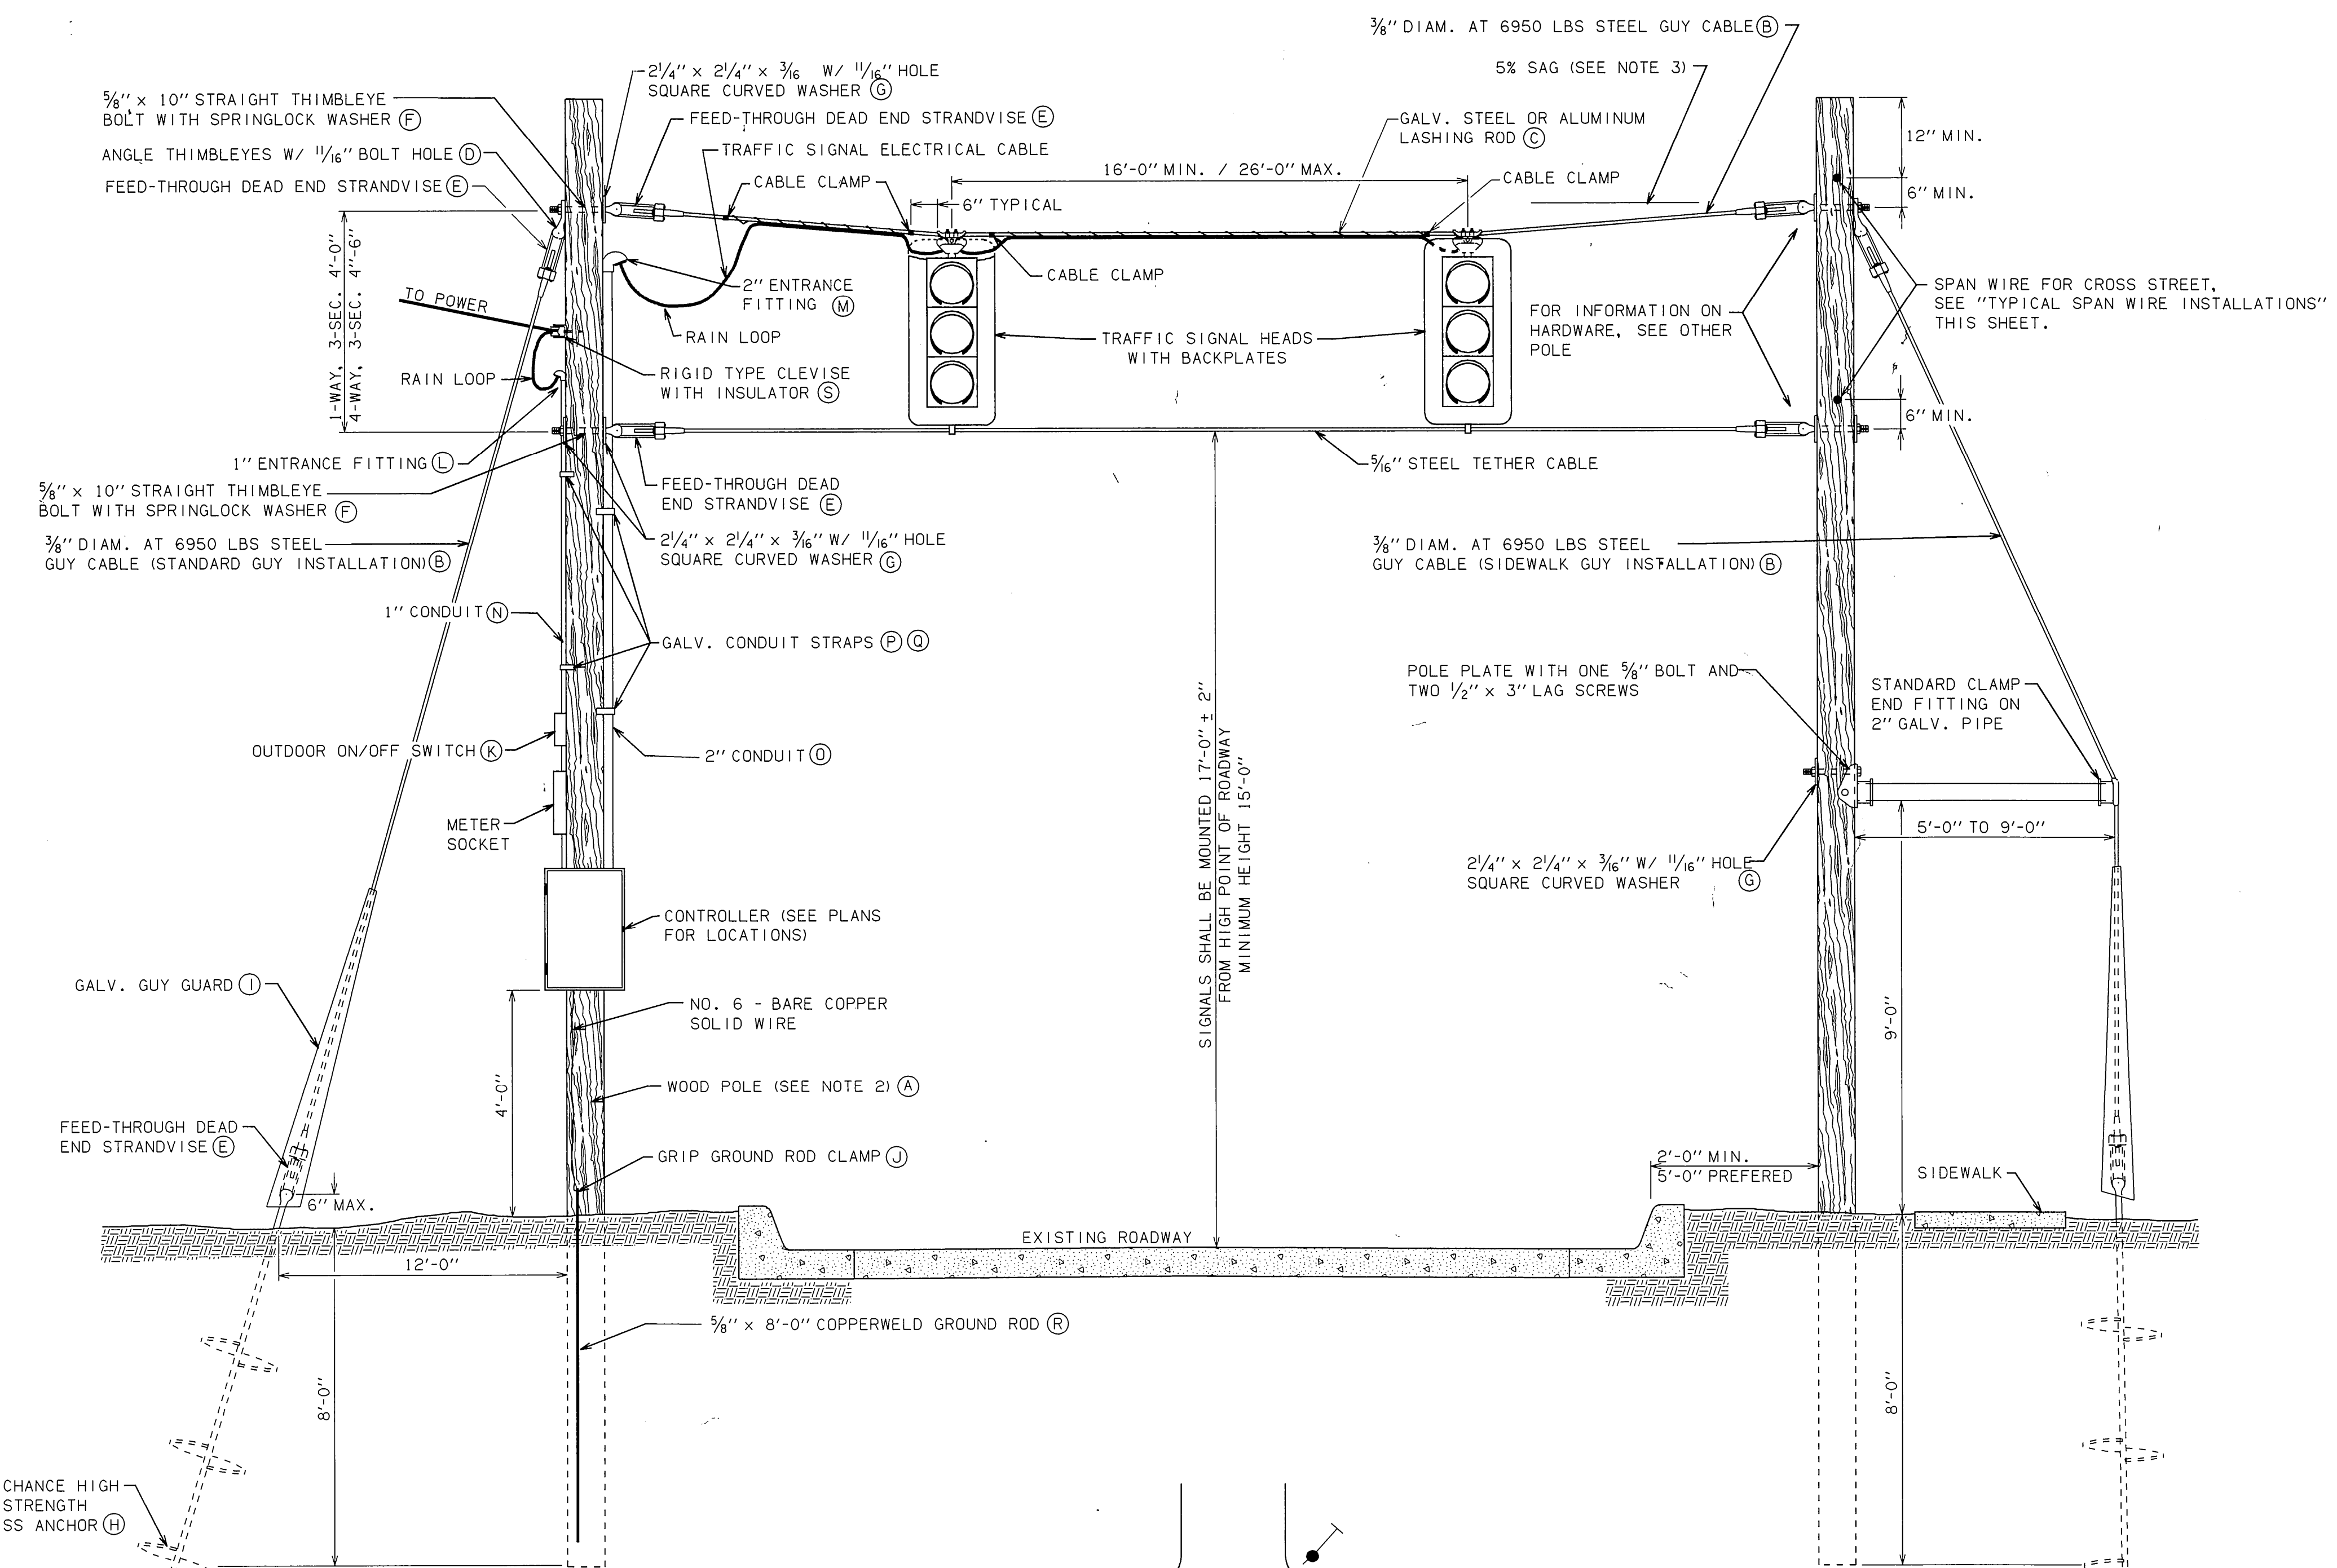 ⅜" DIAM. AT 6950 LBS STEEL GUY CABLE Ⓑ
5% SAG (SEE NOTE 3)
2¼" × 2¼" × 3/16 W/ 11/16" HOLE
SQUARE CURVED WASHER Ⓖ
⅝" × 10" STRAIGHT THIMBLEYE
BOLT WITH SPRINGLOCK WASHER Ⓕ
FEED-THROUGH DEAD END STRANDVISE Ⓔ
GALV. STEEL OR ALUMINUM
LASHING ROD Ⓒ
12" MIN.
ANGLE THIMBLEYES W/ 11/16" BOLT HOLE Ⓓ
TRAFFIC SIGNAL ELECTRICAL CABLE
16'-0" MIN. / 26'-0" MAX.
FEED-THROUGH DEAD END STRANDVISE Ⓔ
CABLE CLAMP
CABLE CLAMP
6" MIN.
6" TYPICAL
1-WAY, 3-SEC. 4'-0"
4-WAY, 3-SEC. 4"-6"
CABLE CLAMP
TO POWER
2" ENTRANCE
FITTING Ⓜ
SPAN WIRE FOR CROSS STREET,
SEE "TYPICAL SPAN WIRE INSTALLATIONS"
THIS SHEET.
FOR INFORMATION ON
HARDWARE, SEE OTHER
POLE
RAIN LOOP
TRAFFIC SIGNAL HEADS
WITH BACKPLATES
RAIN LOOP
RIGID TYPE CLEVISE
WITH INSULATOR Ⓢ
6" MIN.
1" ENTRANCE FITTING Ⓛ
5/16" STEEL TETHER CABLE
⅝" × 10" STRAIGHT THIMBLEYE
BOLT WITH SPRINGLOCK WASHER Ⓕ
FEED-THROUGH DEAD
END STRANDVISE Ⓔ
⅜" DIAM. AT 6950 LBS STEEL
GUY CABLE (STANDARD GUY INSTALLATION) Ⓑ
2¼" × 2¼" × 3/16" W/ 11/16" HOLE
SQUARE CURVED WASHER Ⓖ
⅜" DIAM. AT 6950 LBS STEEL
GUY CABLE (SIDEWALK GUY INSTALLATION) Ⓑ
1" CONDUIT Ⓝ
GALV. CONDUIT STRAPS Ⓟ Ⓠ
POLE PLATE WITH ONE ⅝" BOLT AND
TWO ½" × 3" LAG SCREWS
STANDARD CLAMP
END FITTING ON
2" GALV. PIPE
OUTDOOR ON/OFF SWITCH Ⓚ
2" CONDUIT Ⓞ
SIGNALS SHALL BE MOUNTED 17'-0" ± 2"
FROM HIGH POINT OF ROADWAY
MINIMUM HEIGHT 15'-0"
METER
SOCKET
5'-0" TO 9'-0"
2¼" × 2¼" × 3/16" W/ 11/16" HOLE
SQUARE CURVED WASHER Ⓖ
CONTROLLER (SEE PLANS
FOR LOCATIONS)
GALV. GUY GUARD Ⓘ
NO. 6 - BARE COPPER
SOLID WIRE
9'-0"
4'-0"
WOOD POLE (SEE NOTE 2) Ⓐ
FEED-THROUGH DEAD
END STRANDVISE Ⓔ
GRIP GROUND ROD CLAMP Ⓙ
2'-0" MIN.
5'-0" PREFERED
SIDEWALK
6" MAX.
EXISTING ROADWAY
12'-0"
⅝" × 8'-0" COPPERWELD GROUND ROD Ⓡ
8'-0"
8'-0"
CHANCE HIGH
STRENGTH
SS ANCHOR Ⓗ